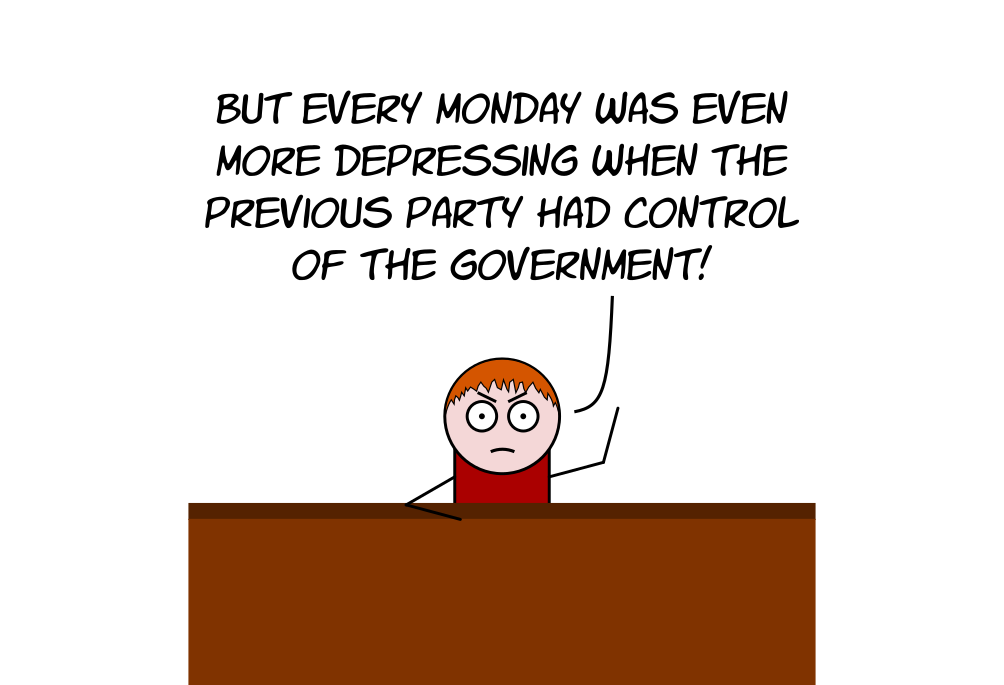 BUT EVERY MONDAY WAS EVEN
MORE DEPRESSING WHEN THE
PREVIOUS PARTY HAD CONTROL
OF THE GOVERNMENT!